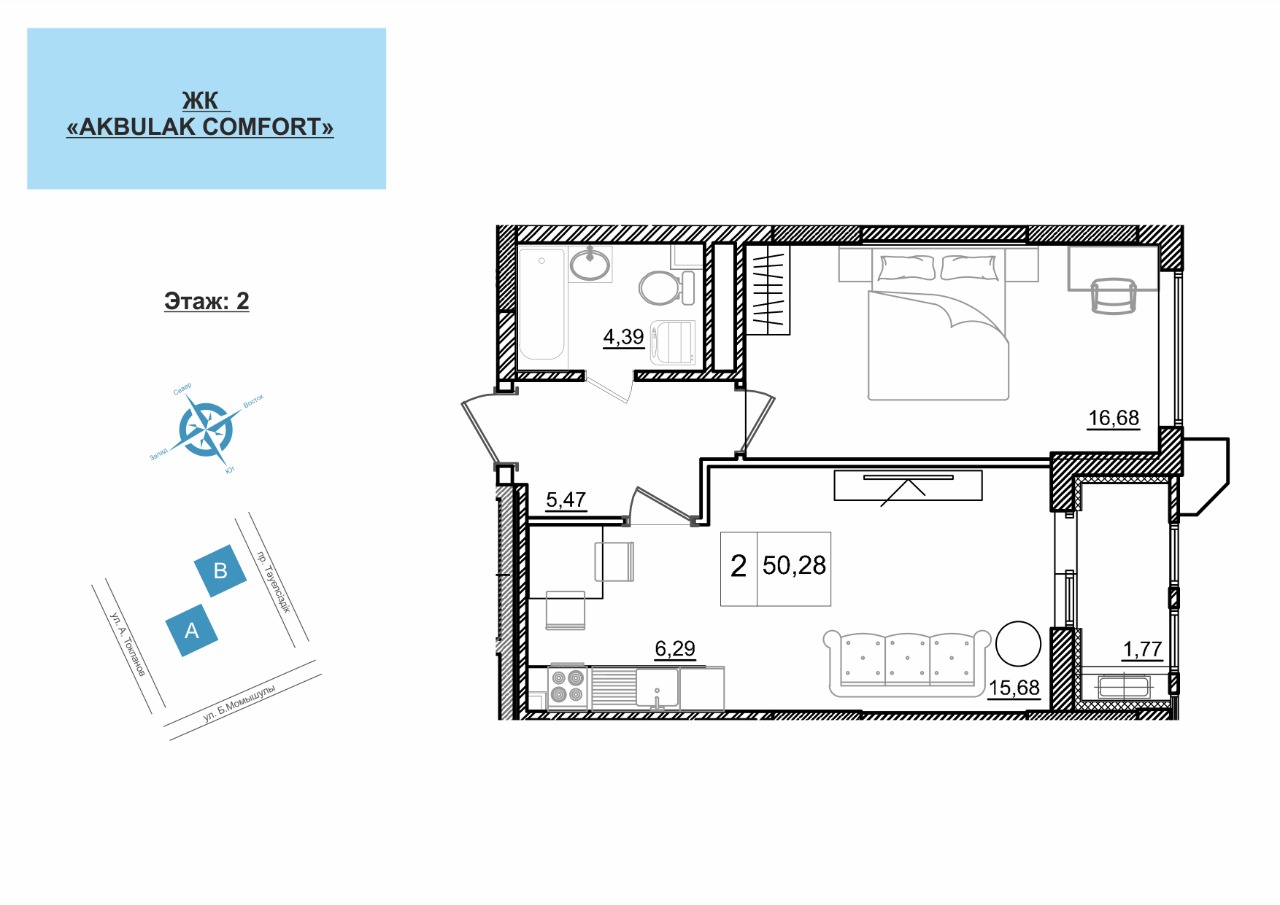 ЖК
«AKBULAK COMFORT»
Этаж: 2
Север
Восток
Запад
Юг
B
A
пр. Тәуелсіздік
ул. А. Токпанов
ул. Б.Момышулы
4,39
16,68
5,47
2 50,28
6,29
1,77
15,68